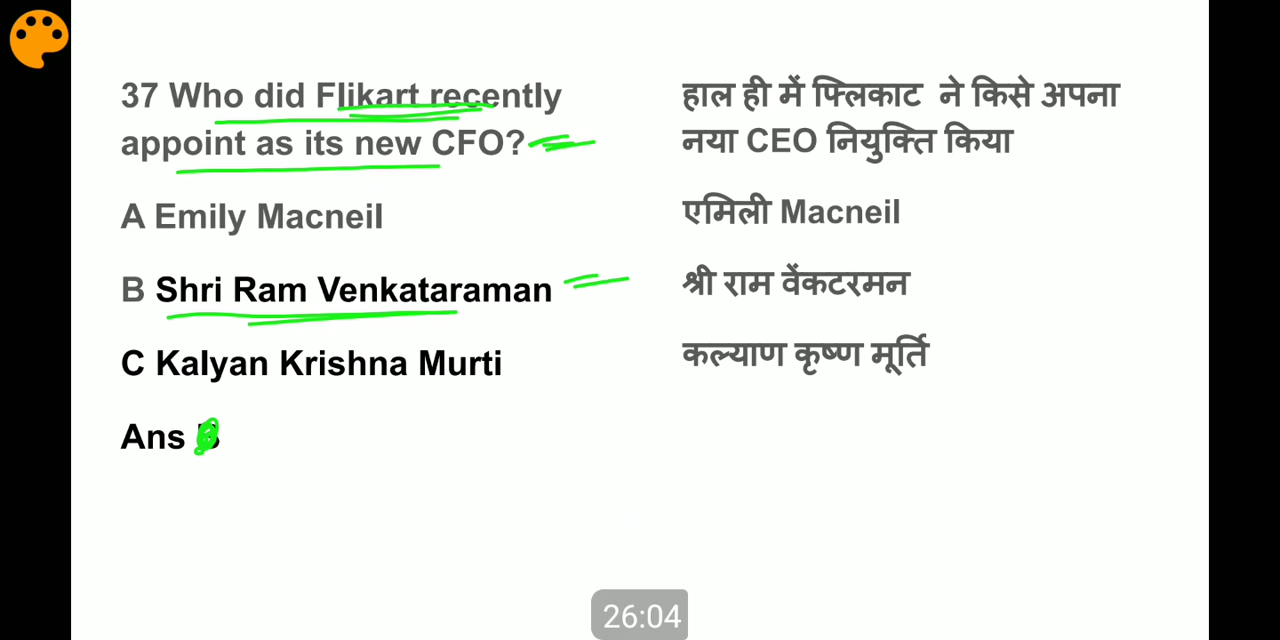 37 Who did Flikart recently
appoint as its new CFO?
A Emily Macneil
B Shri Ram Venkataraman
C Kalyan Krishna Murti
Ans B
हाल ही में फ्लिकाट ने किसे अपना
नया CEO नियुक्ति किया
एमिली Macneil
श्री राम वेंकटरमन
कल्याण कृष्ण मूर्ति
26:04